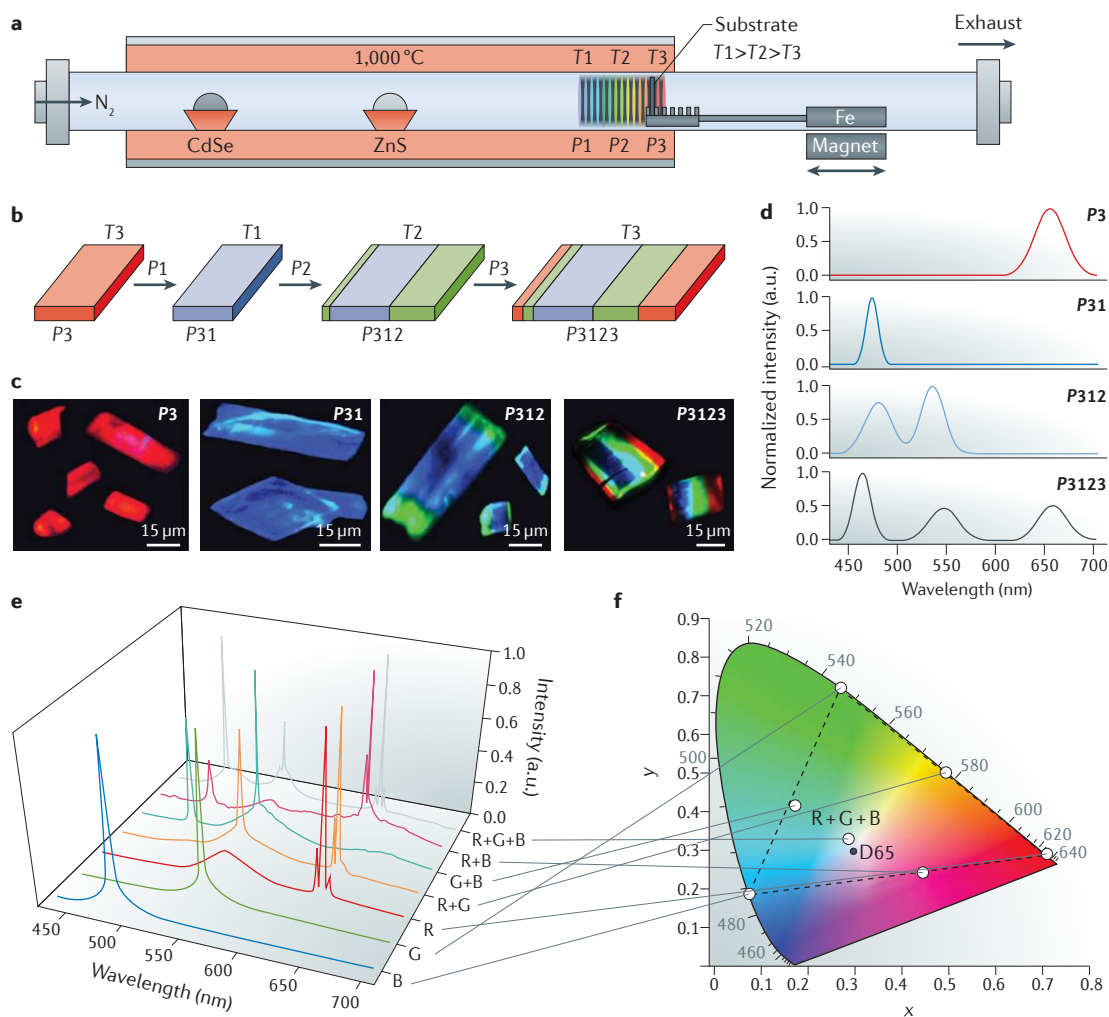 a
Substrate
T1>T2>T3
Exhaust
1,000 °C
T1 T2 T3
N2
CdSe
ZnS
P1 P2 P3
Fe
Magnet
b
T3
P1
T1
P2
T2
P3
T3
P3
P31
P312
P3123
c
P3
15 µm
P31
15 µm
P312
15 µm
P3123
15 µm
d
Normalized intensity (a.u.)
P3
1.0
0.5
0.0
P31
1.0
0.5
0.0
P312
1.0
0.5
0.0
P3123
1.0
0.5
0.0
450 500 550 600 650 700
Wavelength (nm)
e
1.0
0.8
0.6
0.4
0.2
0.0
Intensity (a.u.)
R+G+B
R+B
G+B
R+G
R
G
B
450 500 550 600 650 700
Wavelength (nm)
f
0.9
0.8
0.7
0.6
0.5
0.4
0.3
0.2
0.1
y
520
540
560
580
600
620
640
500
480
460
R+G+B
D65
0 0.1 0.2 0.3 0.4 0.5 0.6 0.7 0.8
x